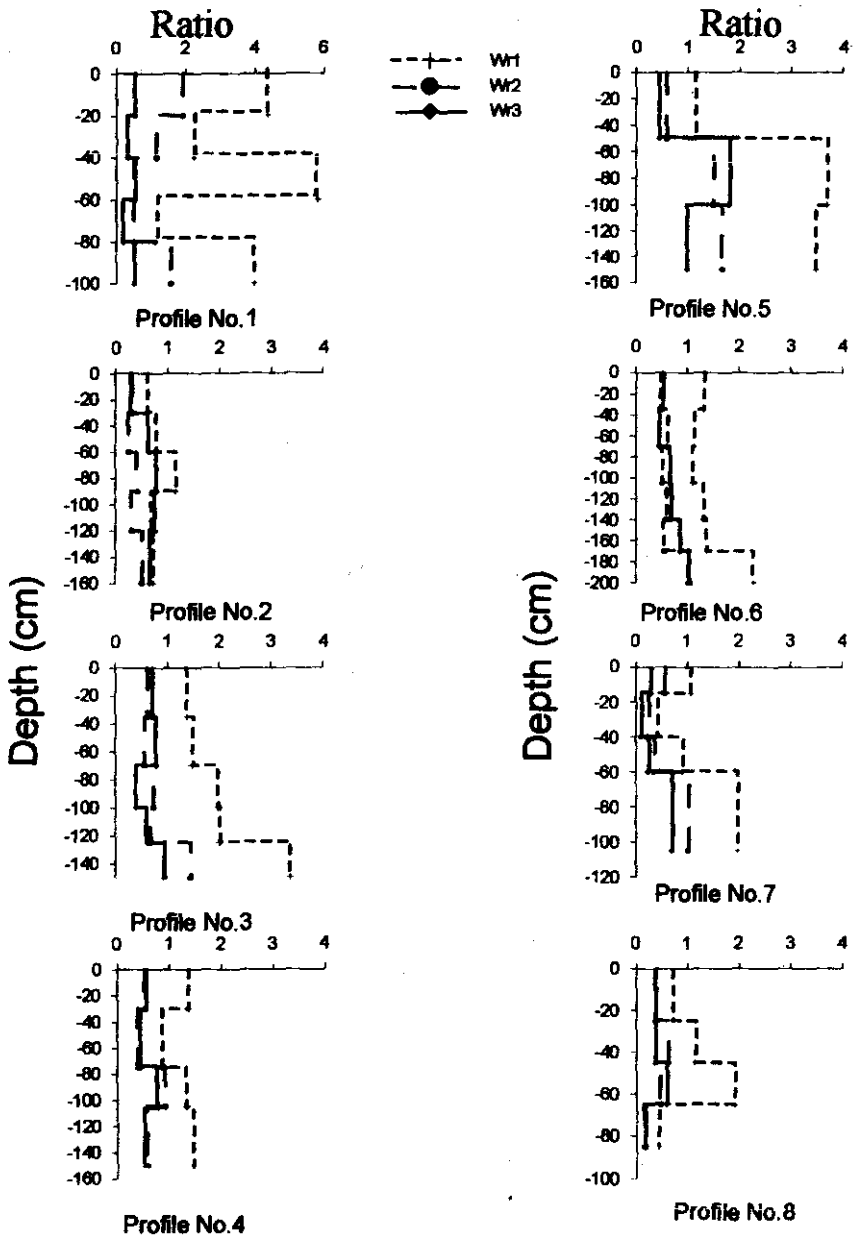 Ratio
0 2 4 6
0
-20
-40
-60
-80
-100
Profile No.1
Wr1
Wr2
Wr3
Ratio
0 1 2 3 4
0
-20
-40
-60
-80
-100
-120
-140
-160
Profile No.5
0 1 2 3 4
0
-20
-40
-60
-80
-100
-120
-140
-160
Profile No.2
0 1 2 3 4
0
-20
-40
-60
-80
-100
-120
-140
-160
-180
-200
Profile No.6
Depth (cm)
0 1 2 3 4
0
-20
-40
-60
-80
-100
-120
-140
Profile No.3
Depth (cm)
0 1 2 3 4
0
-20
-40
-60
-80
-100
-120
Profile No.7
0 1 2 3 4
0
-20
-40
-60
-80
-100
-120
-140
-160
Profile No.4
0 1 2 3 4
0
-20
-40
-60
-80
-100
Profile No.8